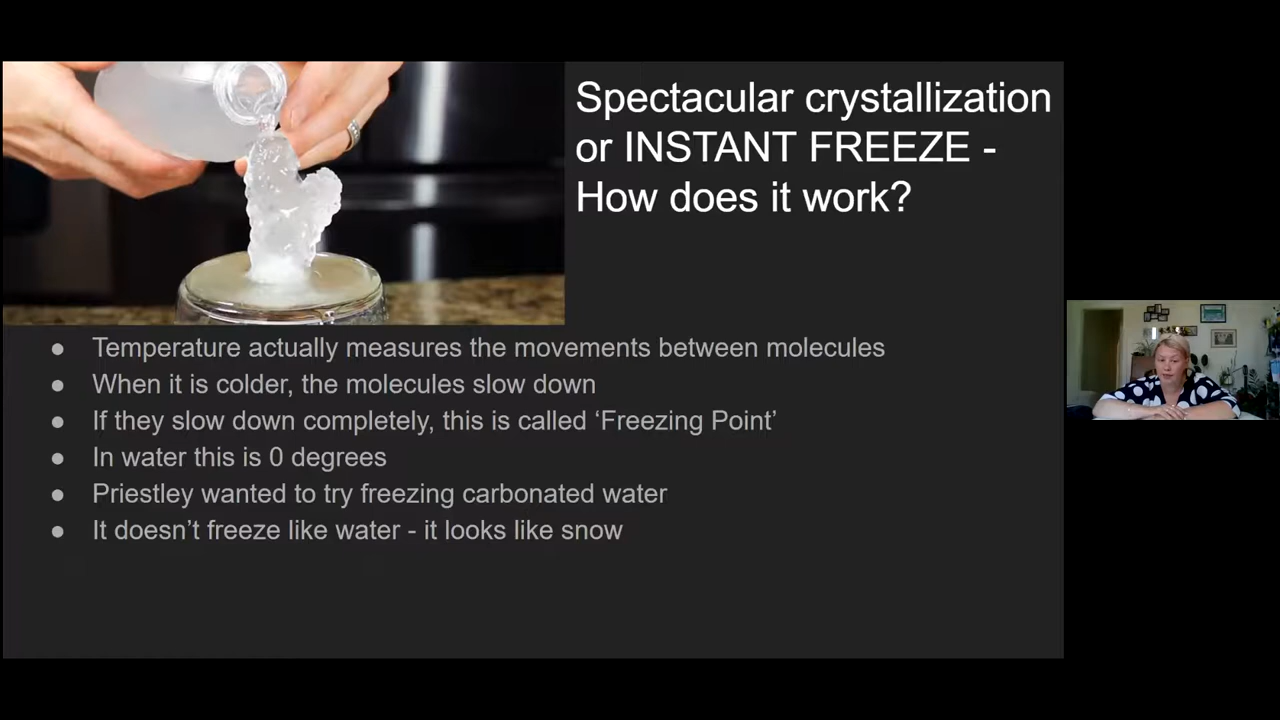 Spectacular crystallization
or INSTANT FREEZE -
How does it work?
● Temperature actually measures the movements between molecules
● When it is colder, the molecules slow down
● If they slow down completely, this is called ‘Freezing Point’
● In water this is 0 degrees
● Priestley wanted to try freezing carbonated water
● It doesn’t freeze like water - it looks like snow